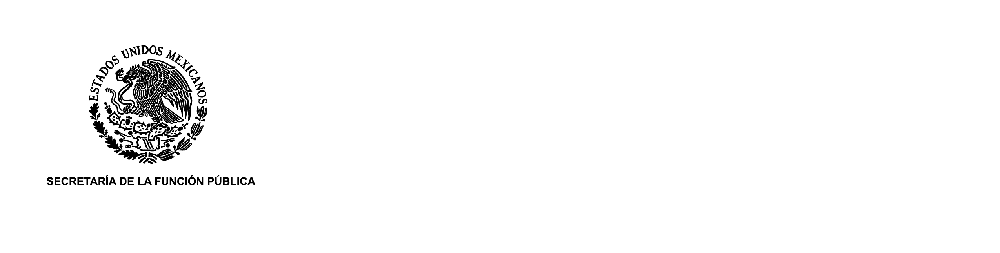 ESTADOS UNIDOS MEXICANOS
SECRETARÍA DE LA FUNCIÓN PÚBLICA